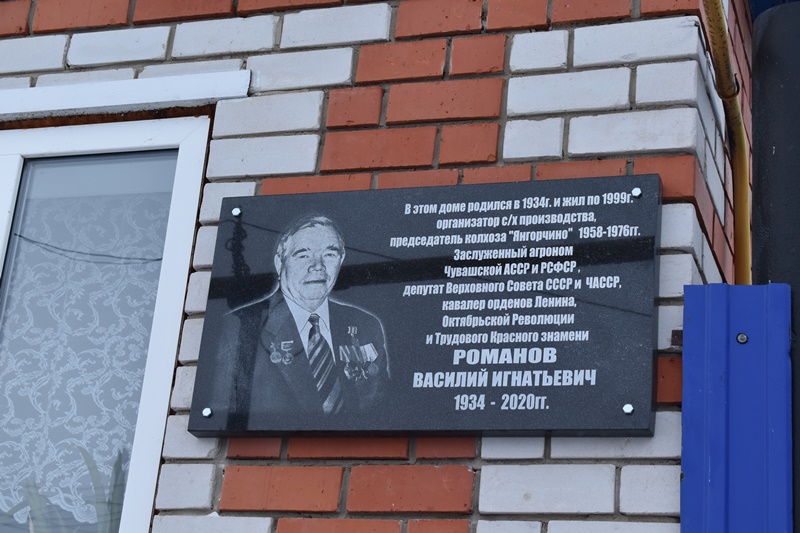 В этом доме родился в 1934г. и жил по 1999г.
организатор с/х производства,
председатель колхоза "Янгорчино" 1958-1976гг.
Заслуженный агроном
Чувашской АССР и РСФСР ,
депутат Верховного Совета СССР и ЧАССР,
кавалер орденов Ленина,
Октябрьской Революции
и Трудового Красного знамени
РОМАНОВ
ВАСИЛИЙ ИГНАТЬЕВИЧ
1934 - 2020гг.